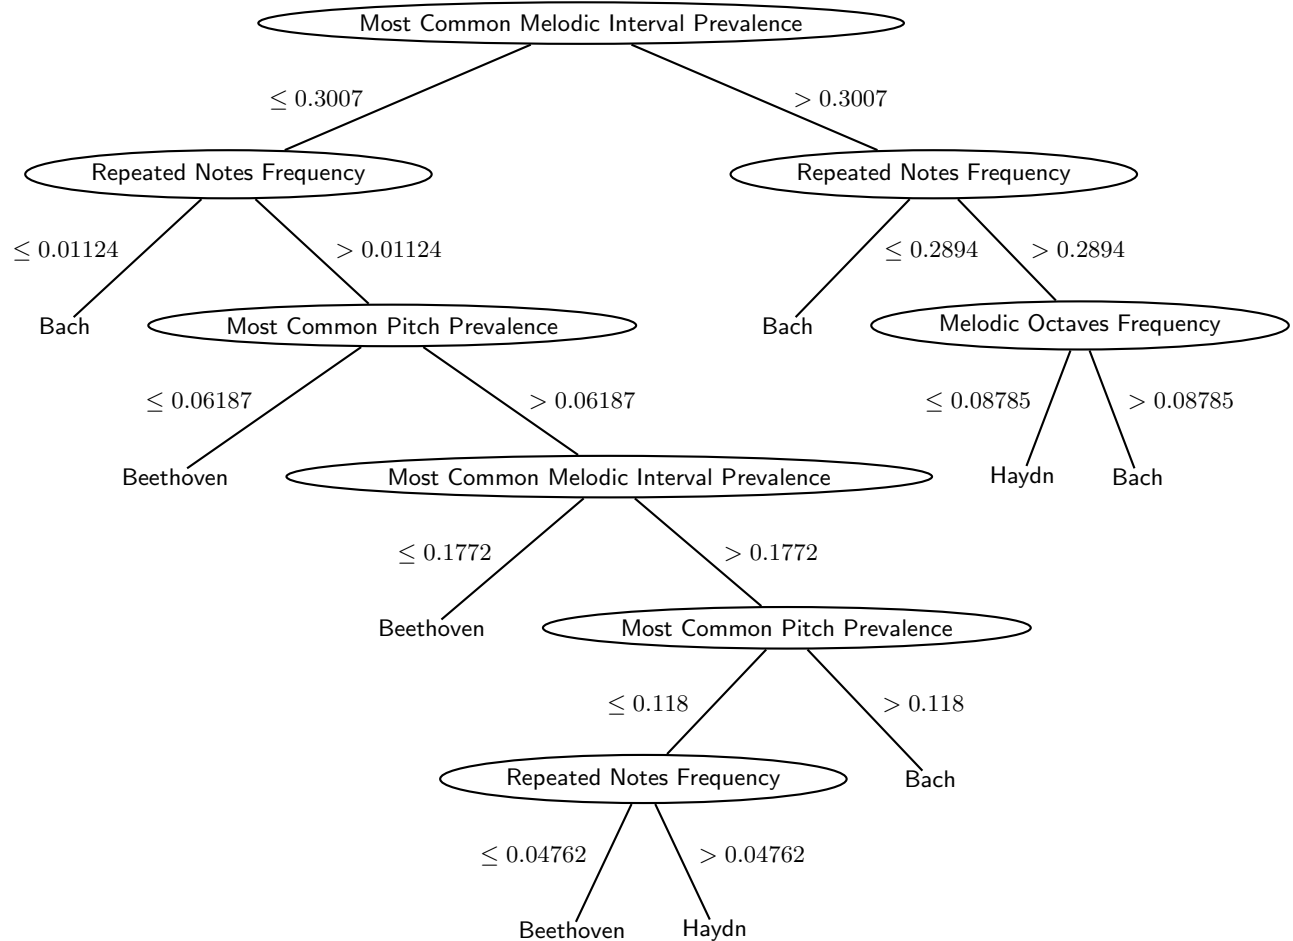 Most Common Melodic Interval Prevalence
≤ 0.3007
> 0.3007
Repeated Notes Frequency
Repeated Notes Frequency
≤ 0.01124
> 0.01124
≤ 0.2894
> 0.2894
Bach
Most Common Pitch Prevalence
Bach
Melodic Octaves Frequency
≤ 0.06187
> 0.06187
≤ 0.08785
> 0.08785
Beethoven
Most Common Melodic Interval Prevalence
Haydn
Bach
≤ 0.1772
> 0.1772
Beethoven
Most Common Pitch Prevalence
≤ 0.118
> 0.118
Repeated Notes Frequency
Bach
≤ 0.04762
> 0.04762
Beethoven
Haydn